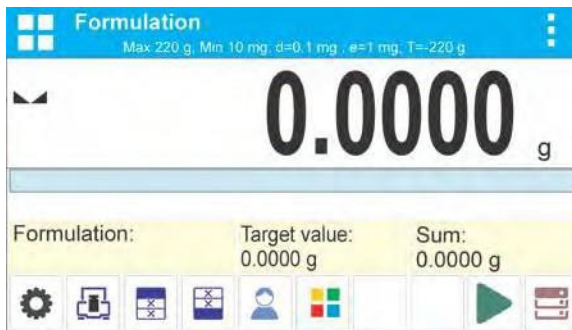 Formulation
Max 220 g, Min 10 mg, d=0.1 mg , e=1 mg, T=-220 g
0.0000 g
Formulation:
Target value:
0.0000 g
Sum:
0.0000 g